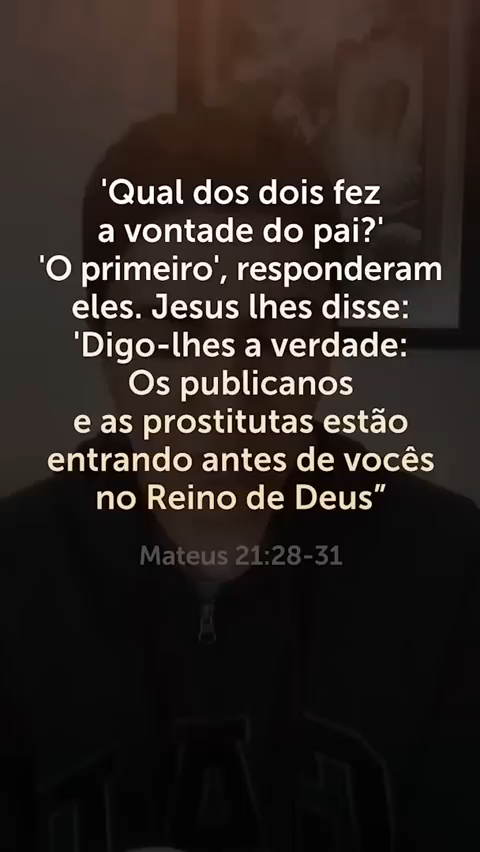 'Qual dos dois fez
a vontade do pai?'
'O primeiro', responderam
eles. Jesus lhes disse:
'Digo-lhes a verdade:
Os publicanos
e as prostitutas estão
entrando antes de vocês
no Reino de Deus”
Mateus 21:28-31